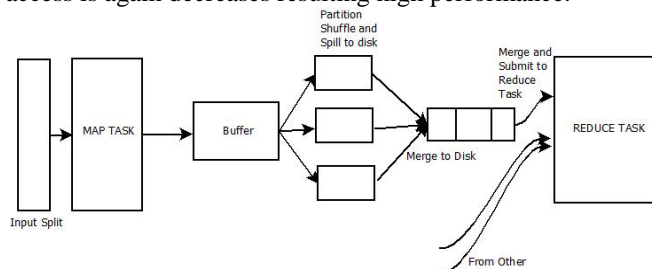 access is again decreases resulting high performance.
Partition
Shuffle and
Spill to disk
Merge and
Submit to
Reduce
Task
MAP TASK
Buffer
REDUCE TASK
Merge to Disk
Input Split
From Other